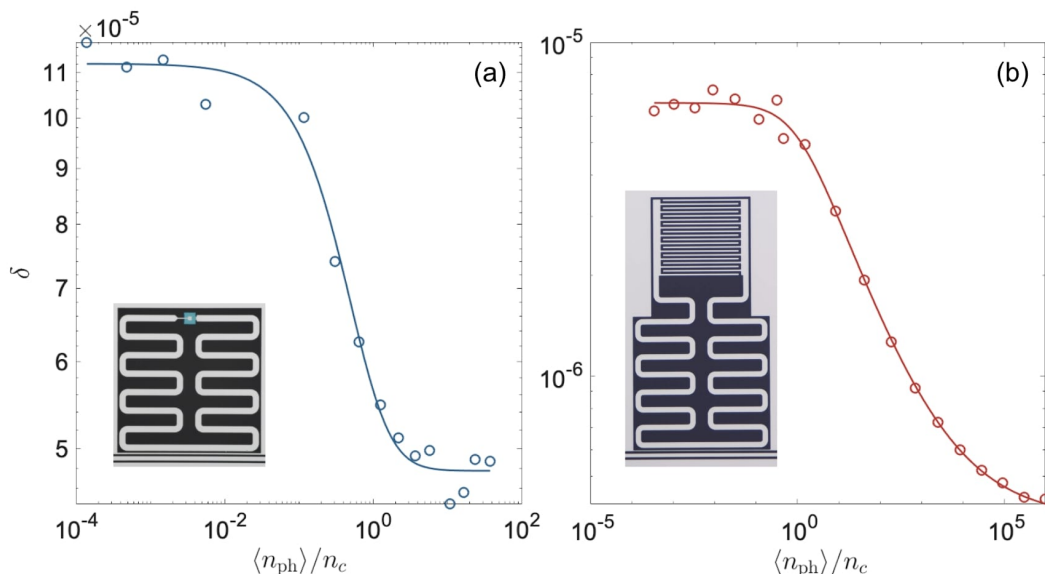 ×10⁻⁵
(a)
11
10
9
8
7
6
5
δ
10⁻⁴ 10⁻² 10⁰ 10²
⟨n_ph⟩/n_c
10⁻⁵
(b)
10⁻⁶
10⁻⁵ 10⁰ 10⁵
⟨n_ph⟩/n_c